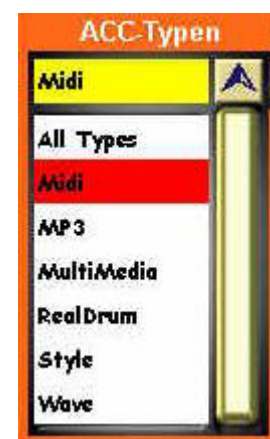 ACC-Typen
Midi
All Types
Midi
MP3
MultiMedia
RealDrum
Style
Wave